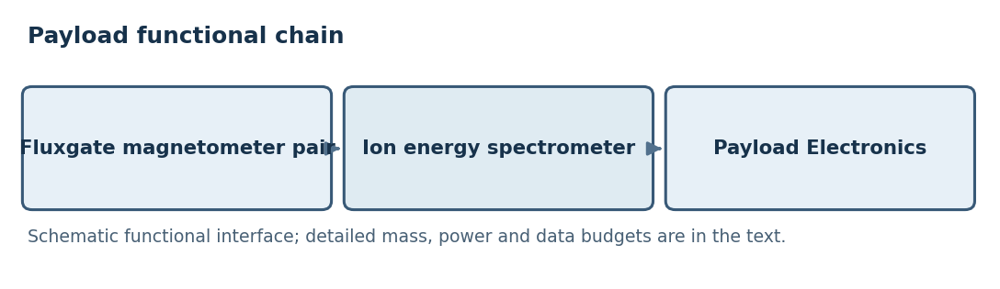 Payload functional chain
Fluxgate magnetometer pair
Ion energy spectrometer
Payload Electronics
Schematic functional interface; detailed mass, power and data budgets are in the text.